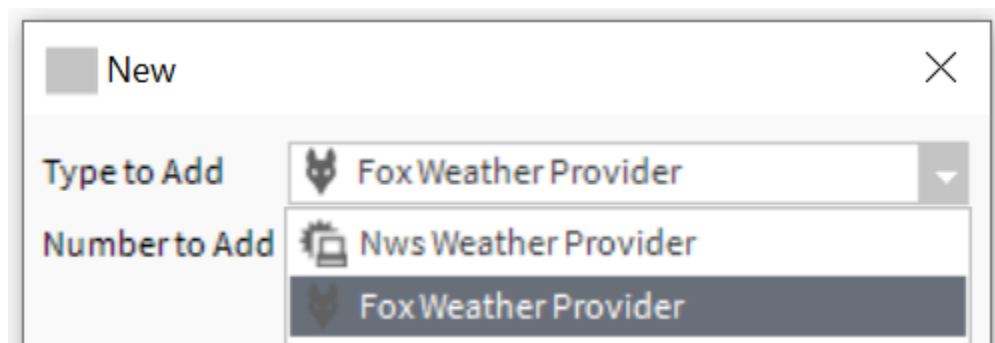 New
Type to Add Fox Weather Provider
Number to Add Nws Weather Provider
Fox Weather Provider